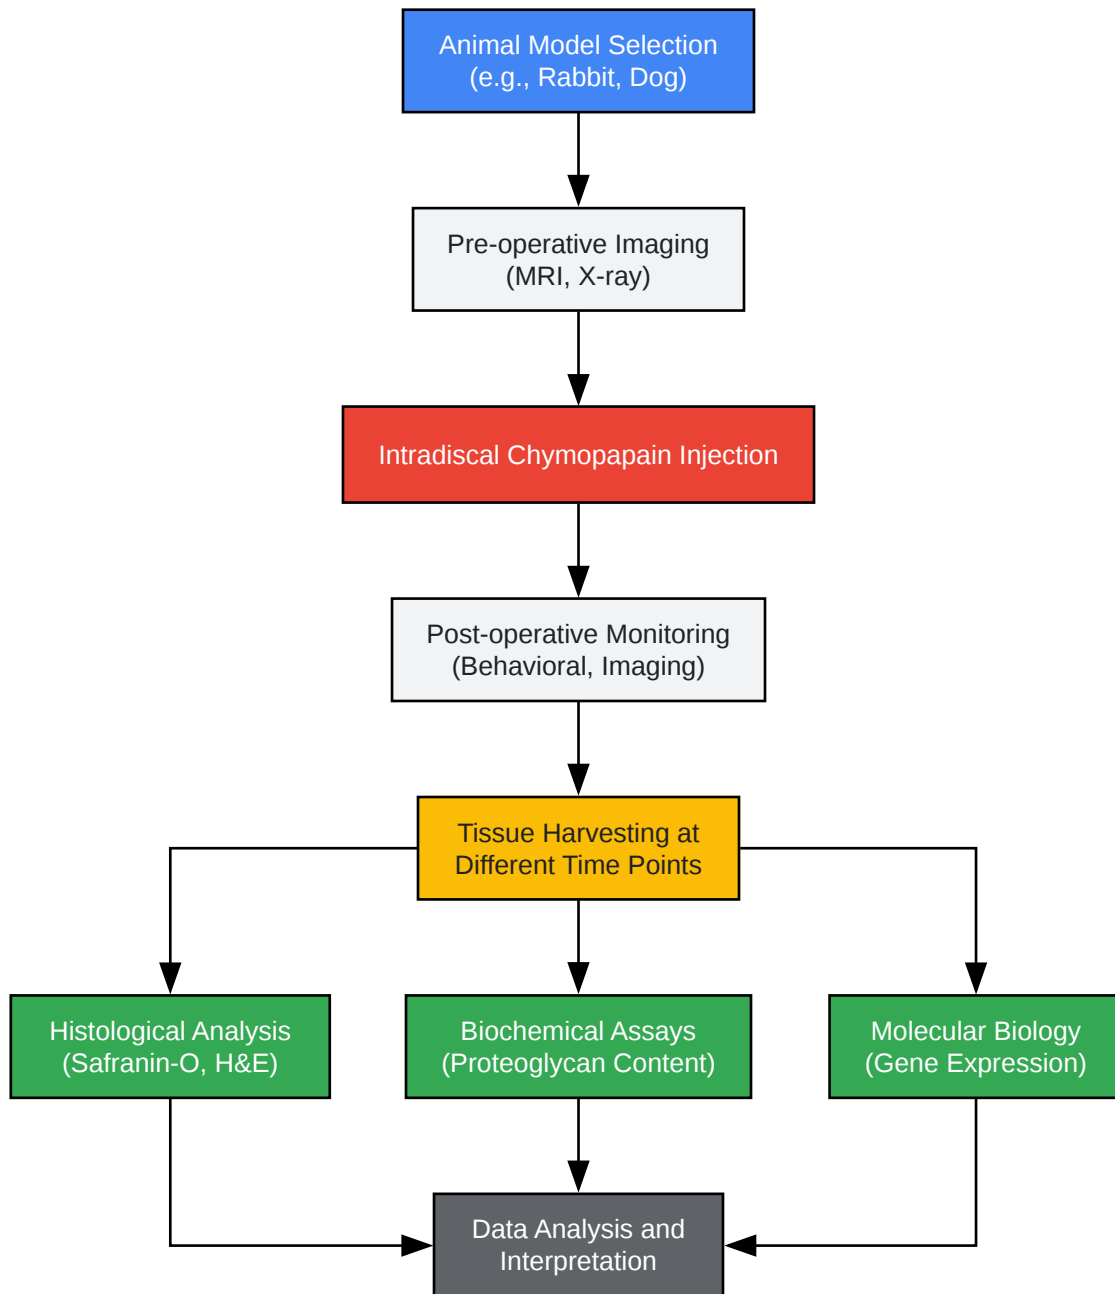 Animal Model Selection
(e.g., Rabbit, Dog)
Pre-operative Imaging
(MRI, X-ray)
Intradiscal Chymopapain Injection
Post-operative Monitoring
(Behavioral, Imaging)
Tissue Harvesting at
Different Time Points
Histological Analysis
(Safranin-O, H&E)
Biochemical Assays
(Proteoglycan Content)
Molecular Biology
(Gene Expression)
Data Analysis and
Interpretation